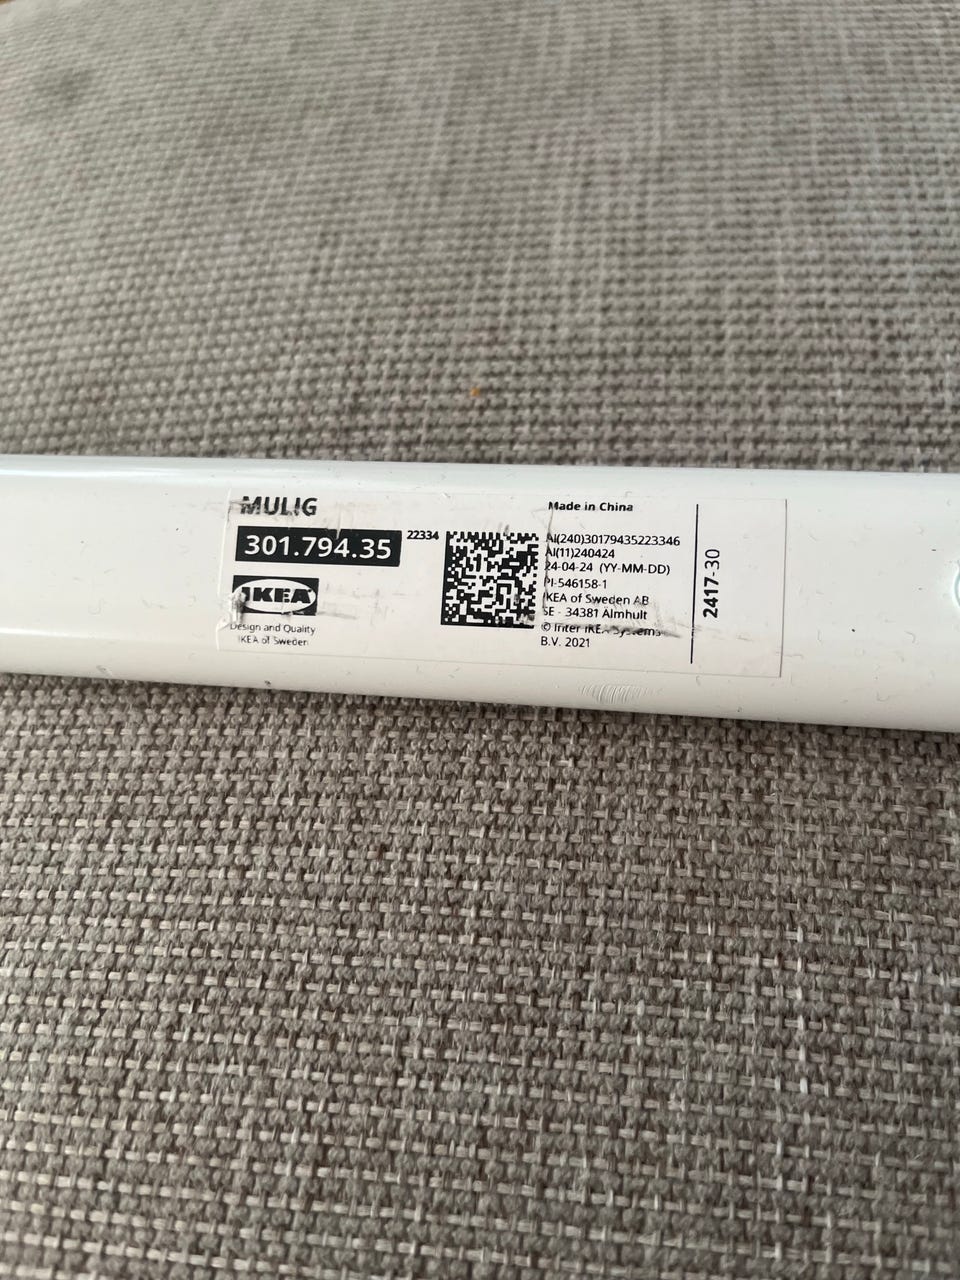 MULIG
301.794.35
22334
IKEA
Design and Quality
IKEA of Sweden
Made in China
AI(240)30179435223346
AI(11)240424
24-04-24 (YY-MM-DD)
PI-546158-1
IKEA of Sweden AB
SE - 34381 Älmhult
© Inter IKEA Systems
B.V. 2021
2417-30